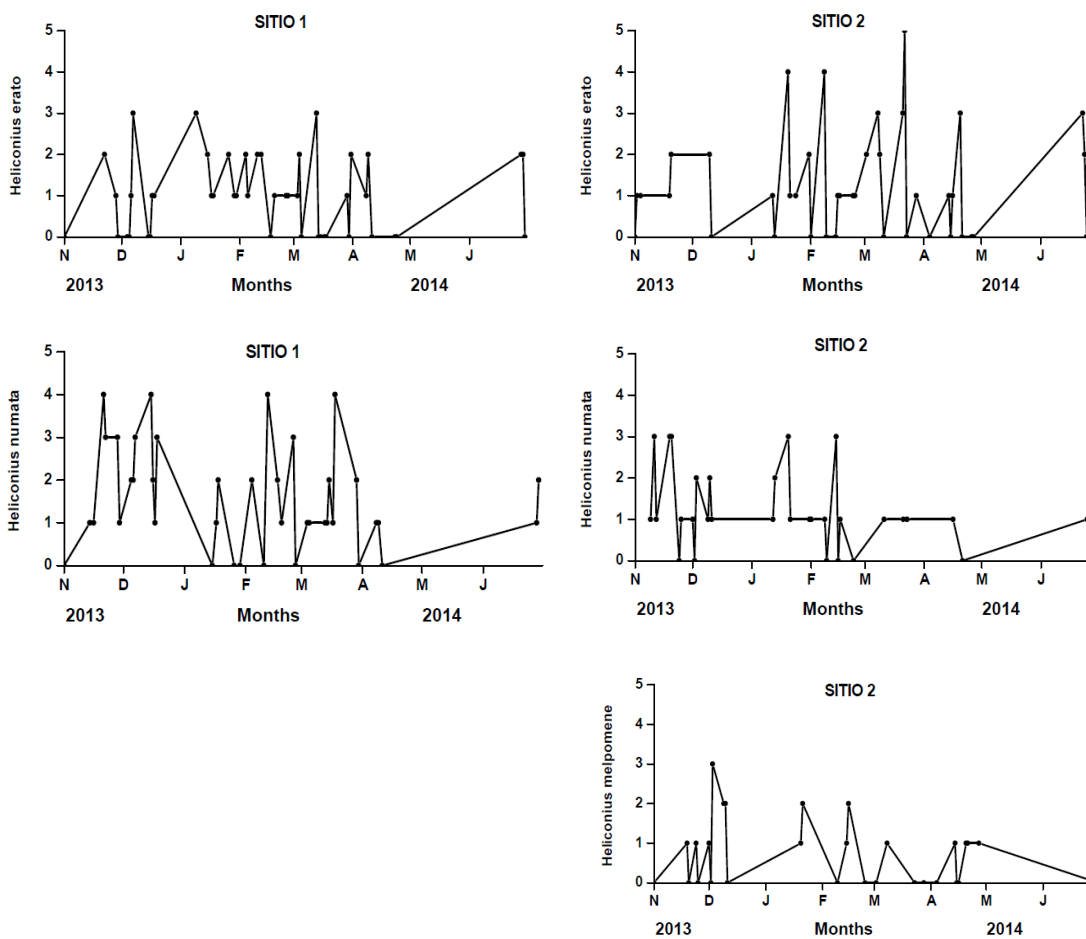 SITIO 1
Heliconius erato
5
4
3
2
1
0
N D J F M A M J
2013 Months 2014
SITIO 2
Heliconius erato
5
4
3
2
1
0
N D J F M A M J
2013 Months 2014
SITIO 1
Heliconius numata
5
4
3
2
1
0
N D J F M A M J
2013 Months 2014
SITIO 2
Heliconius numata
5
4
3
2
1
0
N D J F M A M J
2013 Months 2014
SITIO 2
Heliconius melpomene
5
4
3
2
1
0
N D J F M A M J
2013 Months 2014